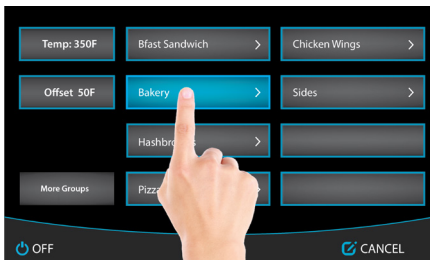 Temp: 350F
Bfast Sandwich
Chicken Wings
Offset 50F
Bakery
Sides
More Groups
OFF
CANCEL